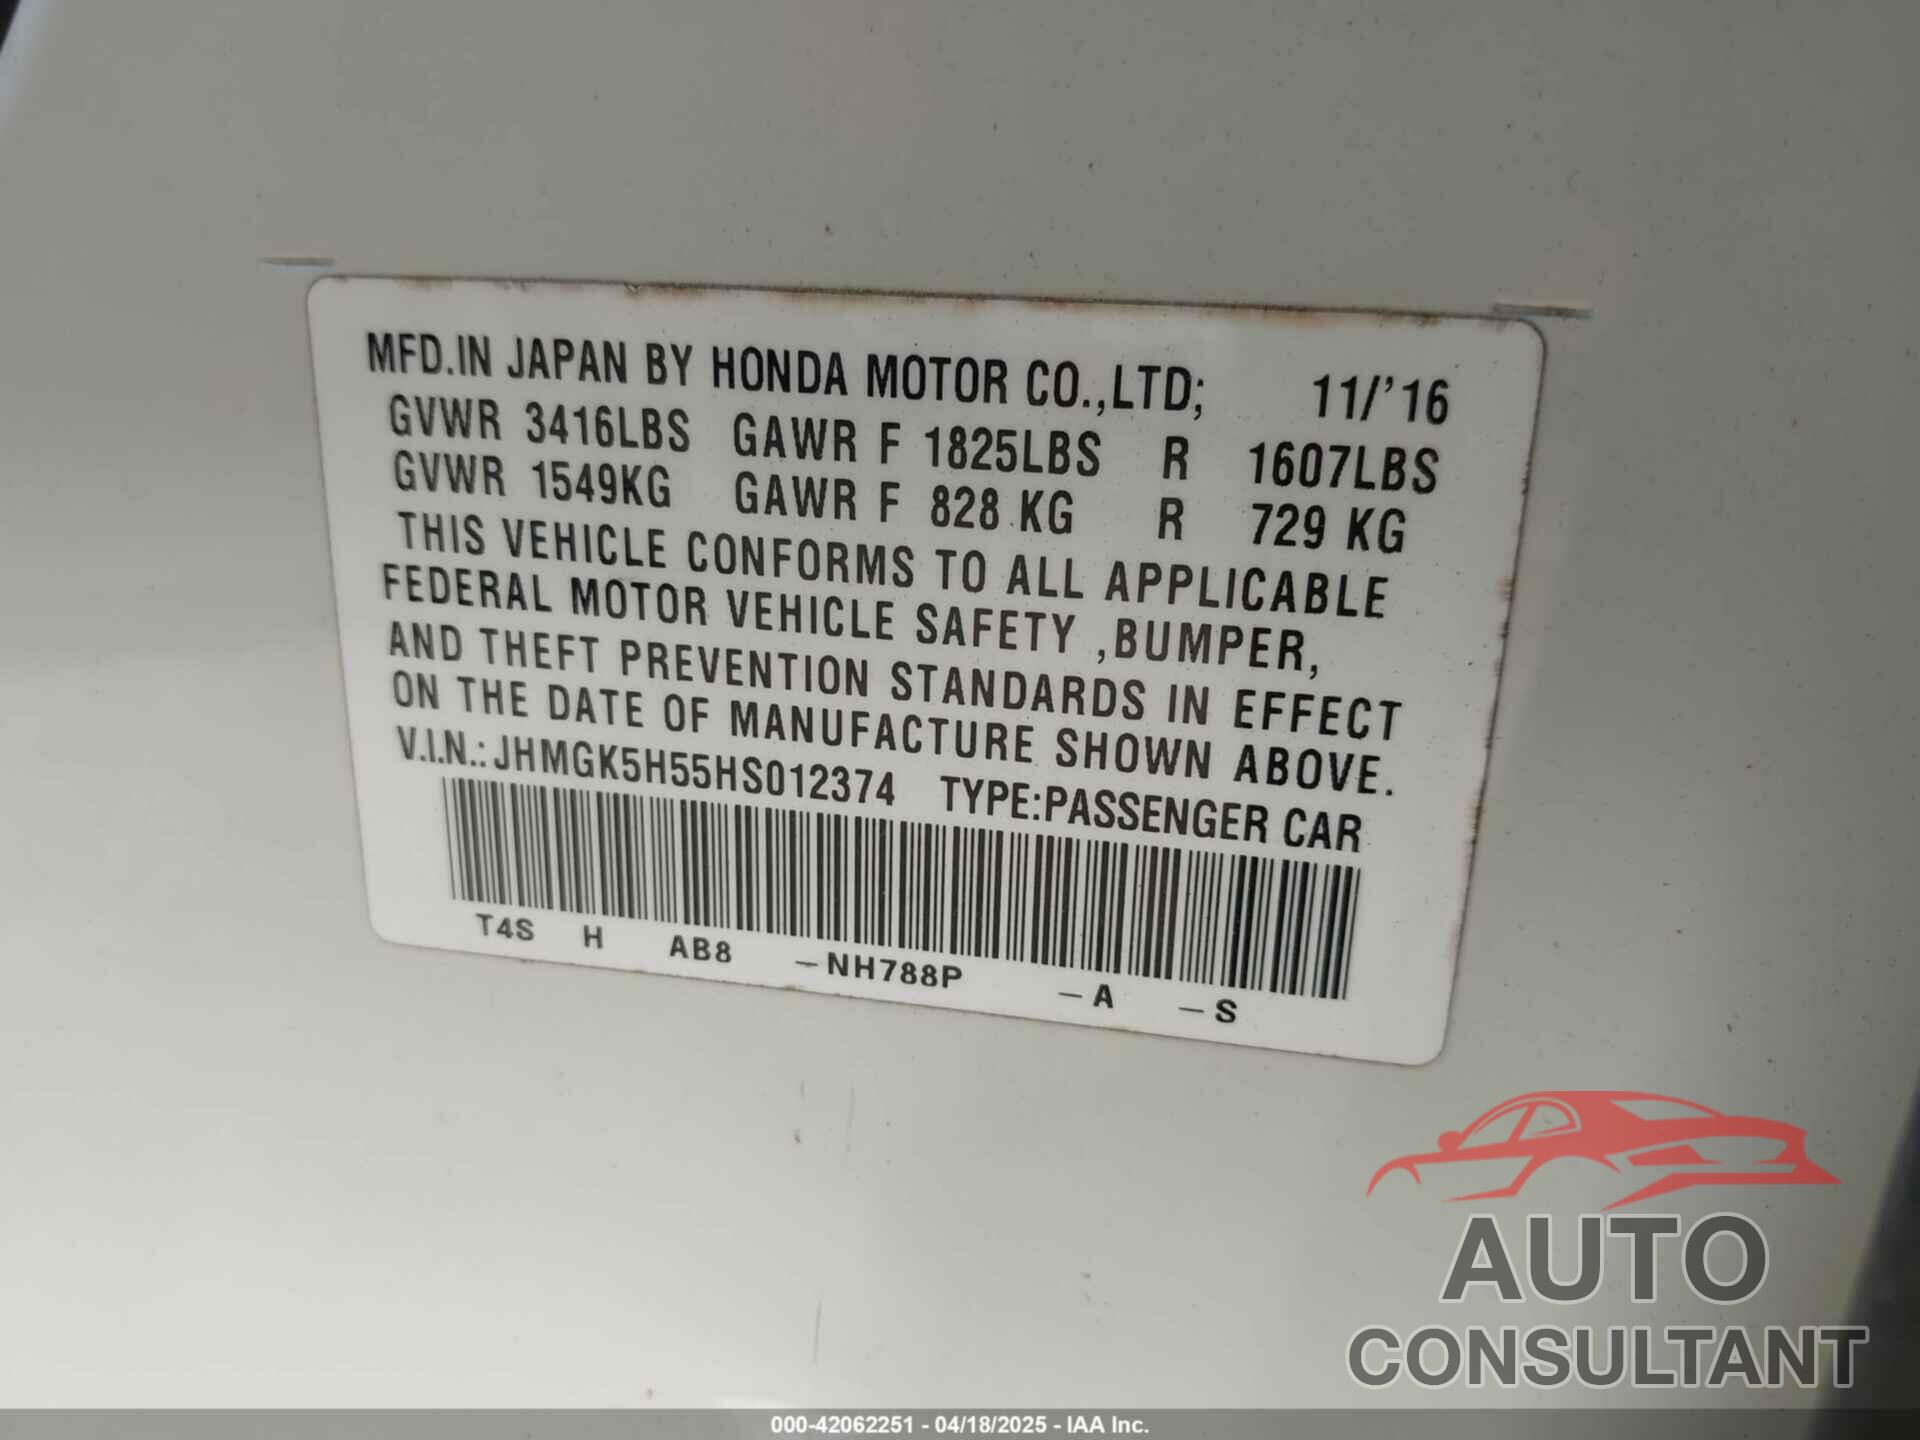 MFD.IN JAPAN BY HONDA MOTOR CO.,LTD; 11/'16
GVWR 3416LBS GAWR F 1825LBS R 1607LBS
GVWR 1549KG GAWR F 828 KG R 729 KG
THIS VEHICLE CONFORMS TO ALL APPLICABLE
FEDERAL MOTOR VEHICLE SAFETY ,BUMPER,
AND THEFT PREVENTION STANDARDS IN EFFECT
ON THE DATE OF MANUFACTURE SHOWN ABOVE.
V.I.N.: JHMGK5H55HS012374 TYPE:PASSENGER CAR
T4S H AB8 -NH788P -A -S
AUTO
CONSULTANT
000-42062251 - 04/18/2025 - IAA Inc.